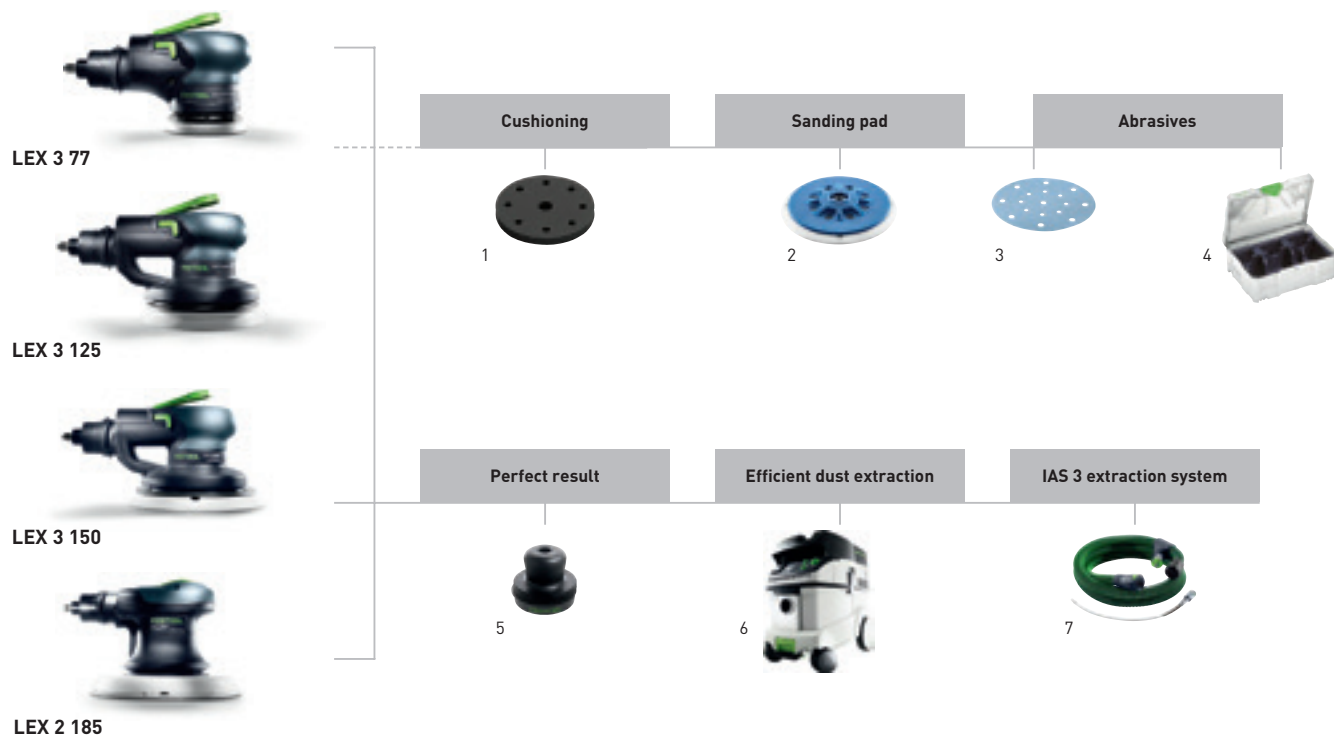 LEX 3 77
LEX 3 125
LEX 3 150
LEX 2 185
Cushioning
Sanding pad
Abrasives
1
2
3
4
Perfect result
Efficient dust extraction
IAS 3 extraction system
5
6
7